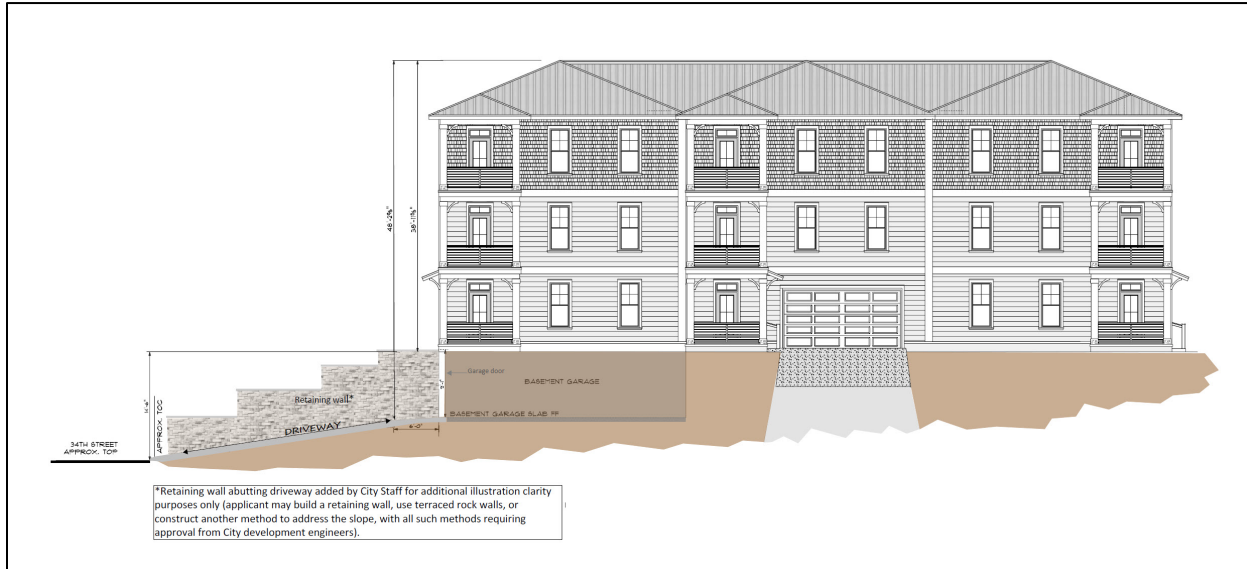 48'-2⅝"
38'-11⅝"
Garage door
BASEMENT GARAGE
Retaining wall*
BASEMENT GARAGE SLAB FF
APPROX. TOC
DRIVEWAY
6'-0"
34TH STREET
APPROX. TOP
*Retaining wall abutting driveway added by City Staff for additional illustration clarity
purposes only (applicant may build a retaining wall, use terraced rock walls, or
construct another method to address the slope, with all such methods requiring
approval from City development engineers).